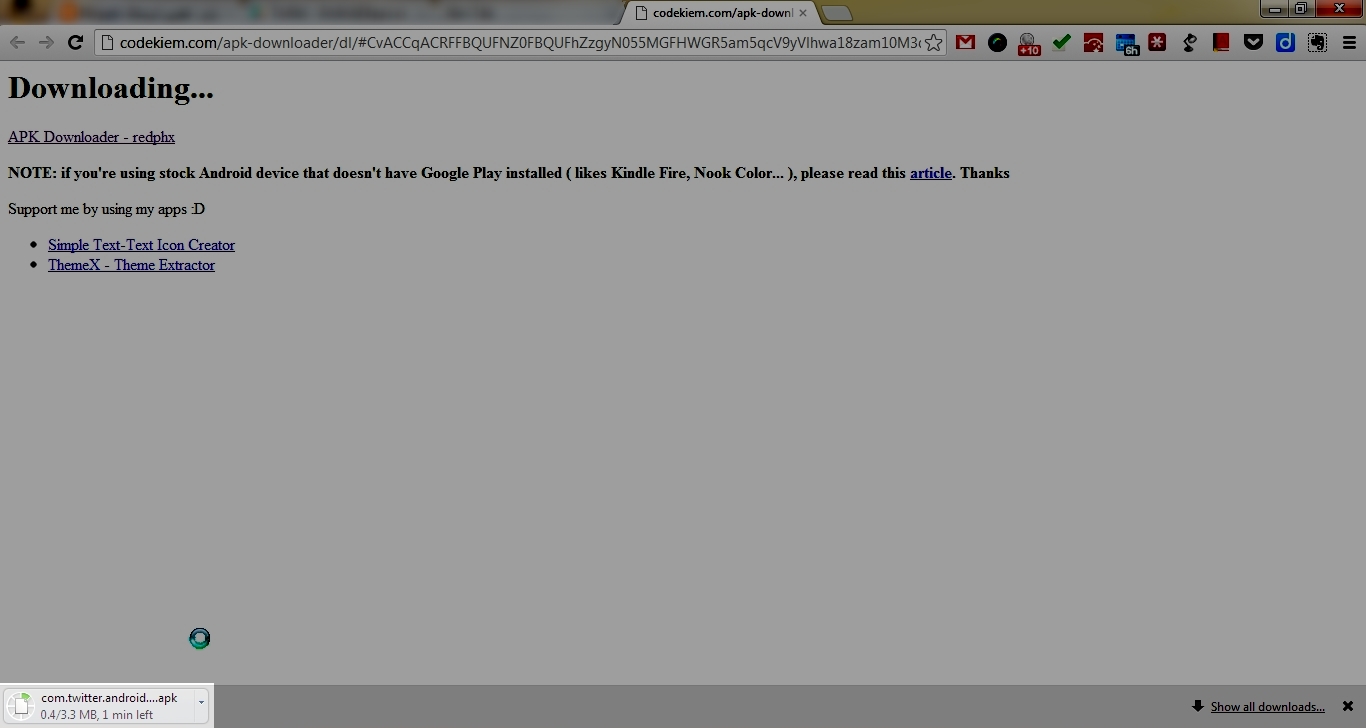 codekiem.com/apk-downl
codekiem.com/apk-downloader/dl/#CvACCqACRFFBQUFNZ0FBQUFhZzgyN055MGFHWGR5am5qcV9yVlhwa18zam10M3
+10
6h
Downloading...
APK Downloader - redphx
NOTE: if you're using stock Android device that doesn't have Google Play installed ( likes Kindle Fire, Nook Color... ), please read this article. Thanks
Support me by using my apps :D
Simple Text-Text Icon Creator
ThemeX - Theme Extractor
com.twitter.android....apk
0.4/3.3 MB, 1 min left
Show all downloads...